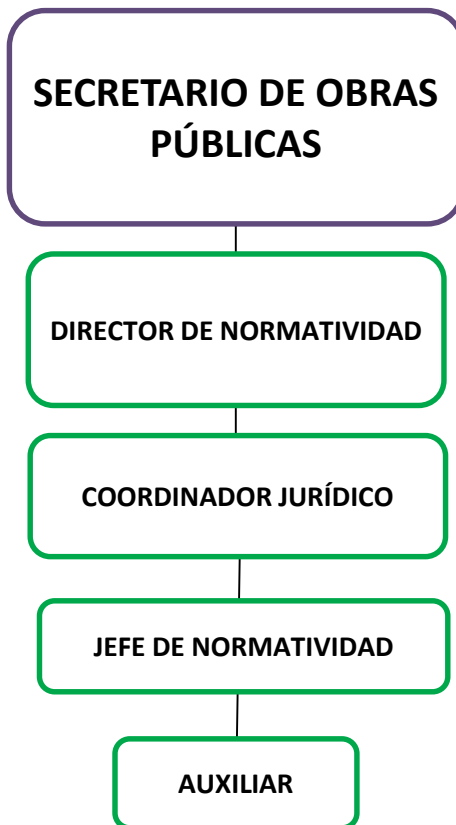 SECRETARIO DE OBRAS
PÚBLICAS
DIRECTOR DE NORMATIVIDAD
COORDINADOR JURÍDICO
JEFE DE NORMATIVIDAD
AUXILIAR